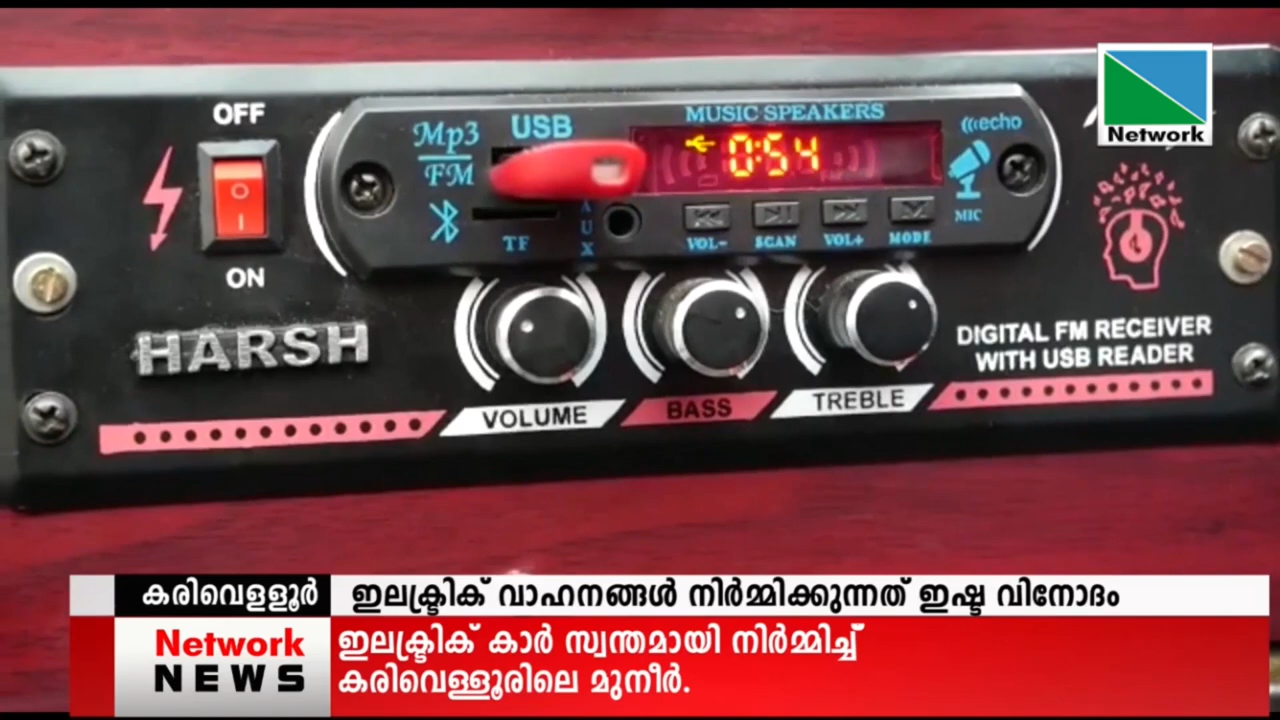 OFF
ON
HARSH
Mp3
FM
USB
TF
AUX
MUSIC SPEAKERS
0:54
echo
MIC
VOL- SCAN VOL+ MODE
VOLUME BASS TREBLE
DIGITAL FM RECEIVER
WITH USB READER
Network
കരിവെളളൂർ
ഇലക്ട്രിക് വാഹനങ്ങൾ നിർമ്മിക്കുന്നത് ഇഷ്ട വിനോദം
Network
NEWS
ഇലക്ട്രിക് കാർ സ്വന്തമായി നിർമ്മിച്ച്
കരിവെള്ളൂരിലെ മുനീർ.